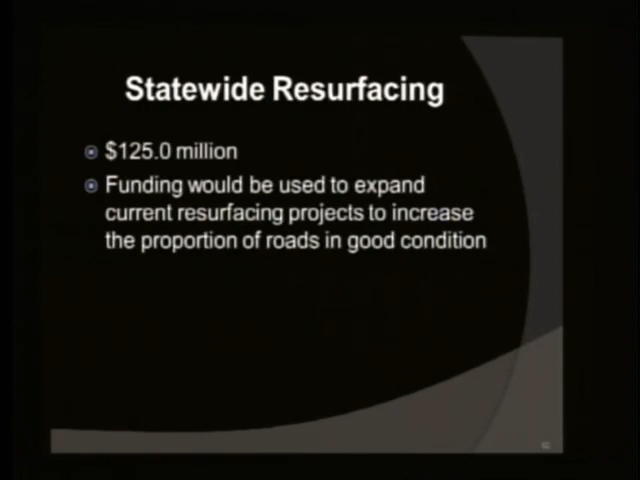 Statewide Resurfacing
$125.0 million
Funding would be used to expand
current resurfacing projects to increase
the proportion of roads in good condition